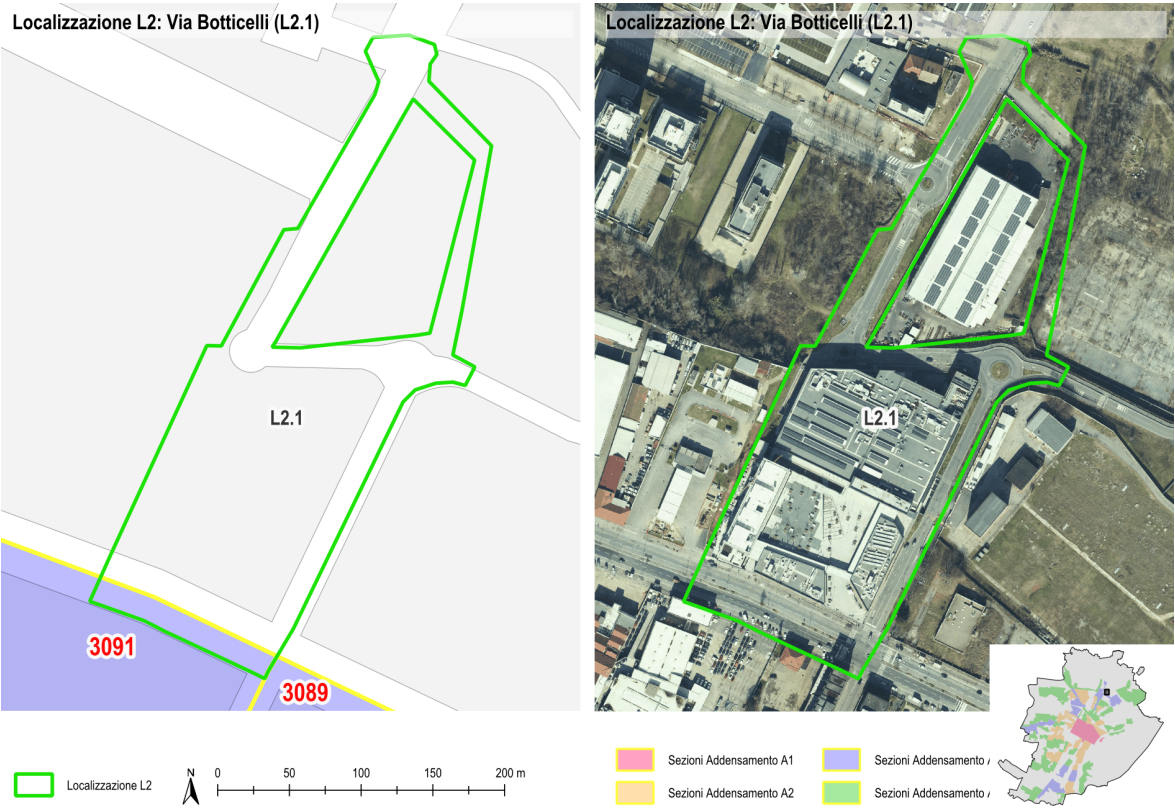 Localizzazione L2: Via Botticelli (L2.1)
Localizzazione L2: Via Botticelli (L2.1)
L2.1
L2.1
3091
3089
Localizzazione L2
N
0 50 100 150 200 m
Sezioni Addensamento A1
Sezioni Addensamento
Sezioni Addensamento A2
Sezioni Addensamento